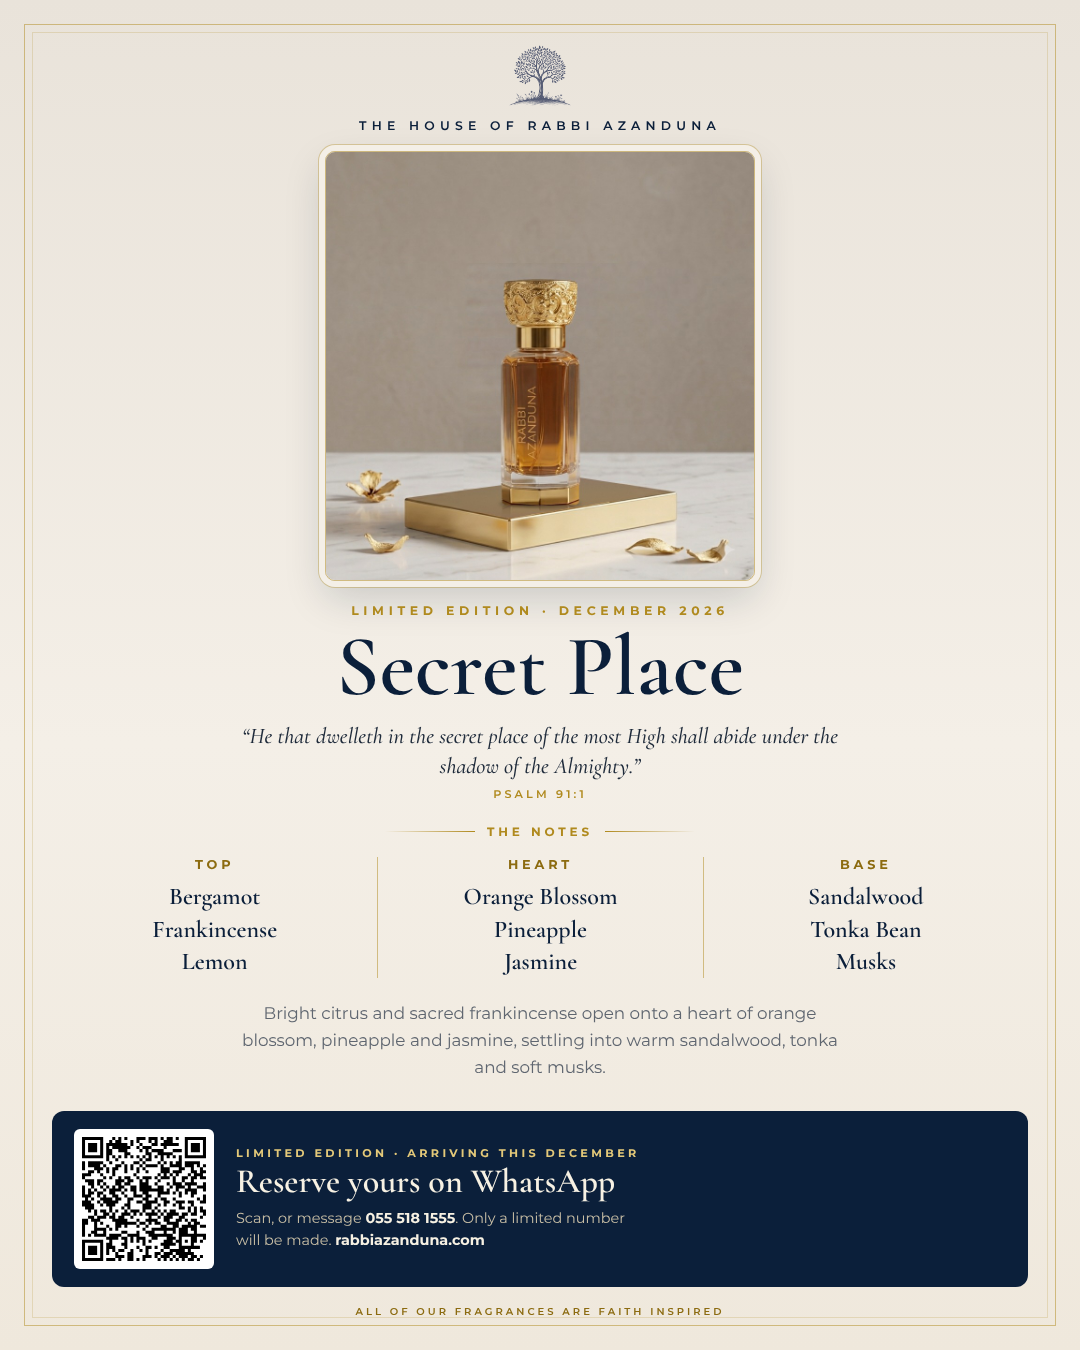 THE HOUSE OF RABBI AZANDUNA
RABBI
AZANDUNA
LIMITED EDITION · DECEMBER 2026
Secret Place
“He that dwelleth in the secret place of the most High shall abide under the
shadow of the Almighty.”
PSALM 91:1
THE NOTES
TOP
Bergamot
Frankincense
Lemon
HEART
Orange Blossom
Pineapple
Jasmine
BASE
Sandalwood
Tonka Bean
Musks
Bright citrus and sacred frankincense open onto a heart of orange
blossom, pineapple and jasmine, settling into warm sandalwood, tonka
and soft musks.
LIMITED EDITION · ARRIVING THIS DECEMBER
Reserve yours on WhatsApp
Scan, or message 055 518 1555. Only a limited number
will be made. rabbiazanduna.com
ALL OF OUR FRAGRANCES ARE FAITH INSPIRED